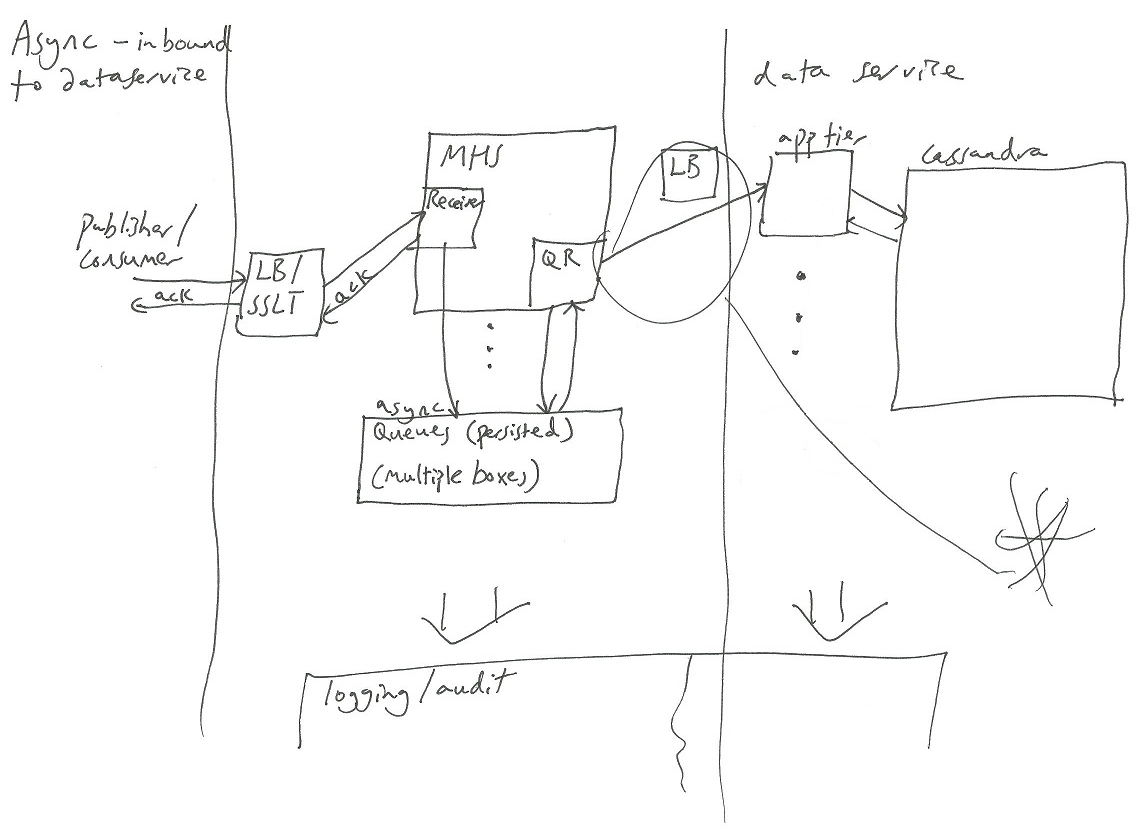 Async - inbound
to dataservice
data service
app tier
Cassandra
MHS
LB
Receiver
Publisher/
Consumer
QR
LB/
SSLT
ack
ack
async
Queues (persisted)
(multiple boxes)
logging/audit